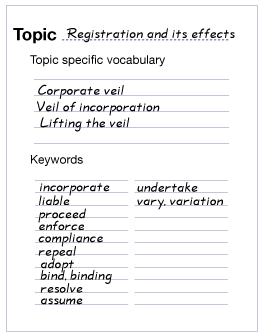 Topic Registration and its effects
Topic specific vocabulary
Corporate veil
Veil of incorporation
Lifting the veil
Keywords
incorporate
liable
proceed
enforce
compliance
repeal
adopt
bind, binding
resolve
assume
undertake
vary, variation